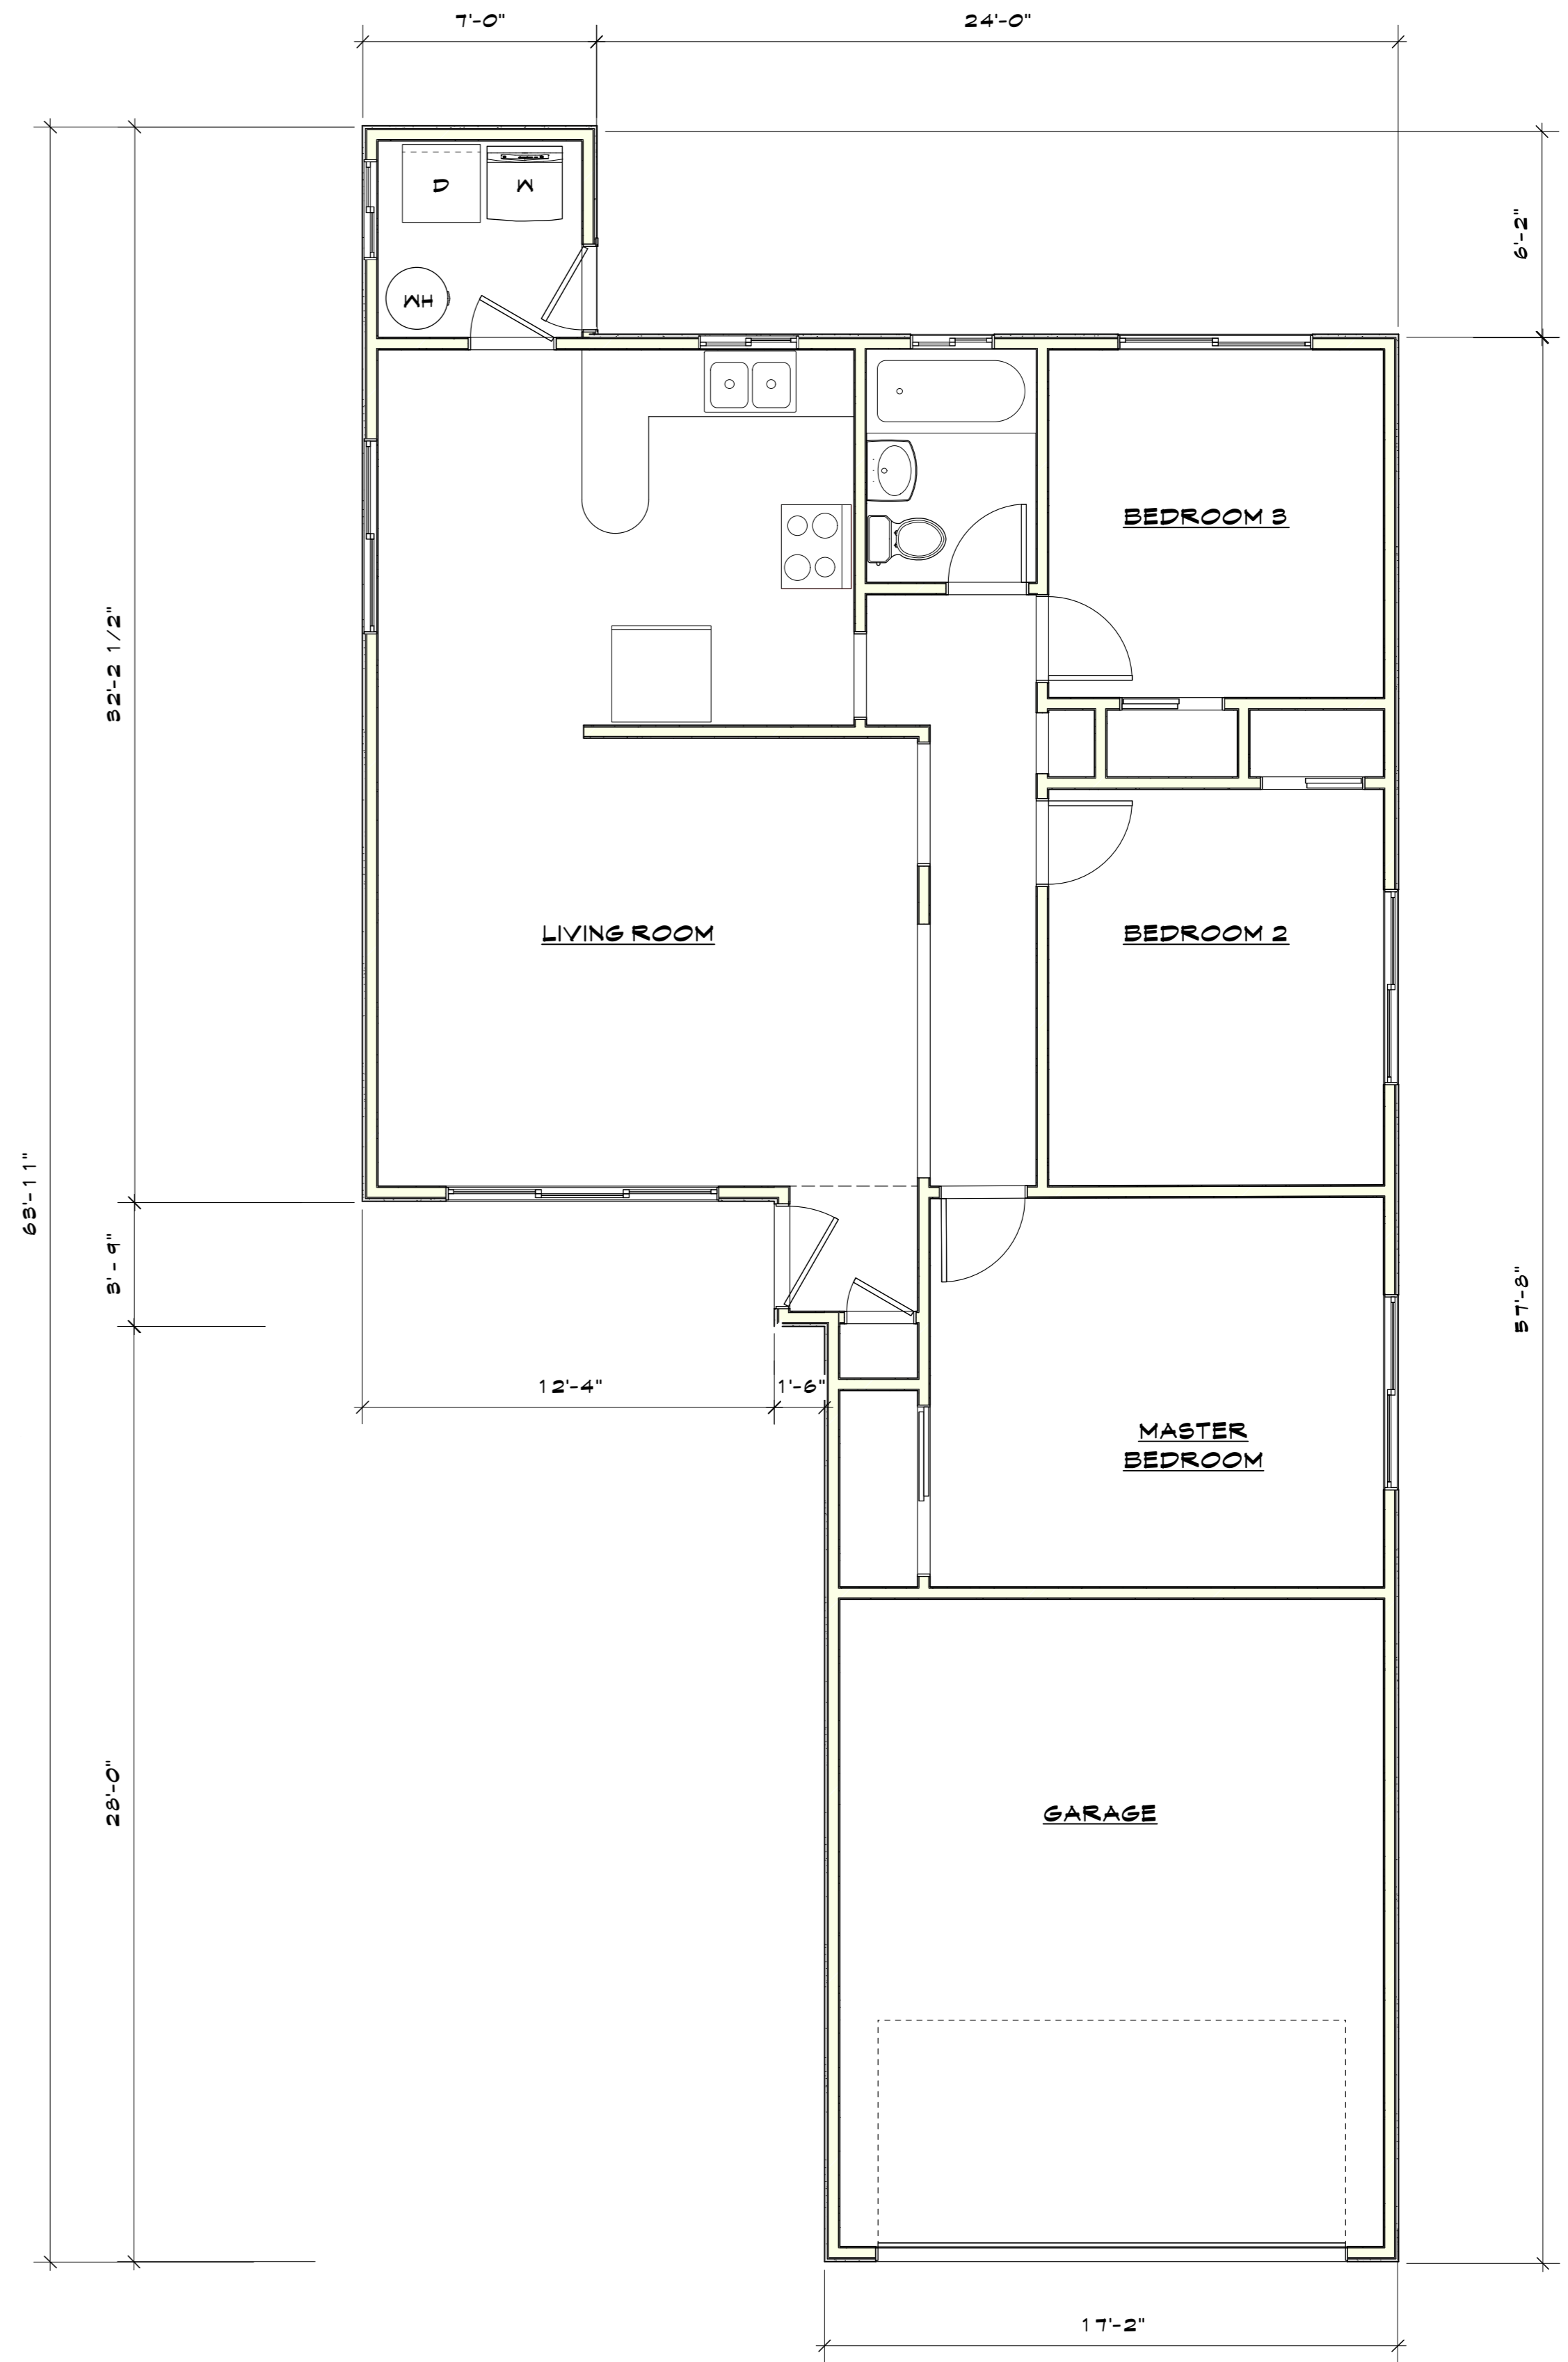 7'-0"
24'-0"
D
W
6'-2"
WH
BEDROOM 3
32'-2 1/2"
LIVING ROOM
BEDROOM 2
63'-11"
3'-9"
57'-8"
12'-4"
1'-6"
MASTER
BEDROOM
28'-0"
GARAGE
17'-2"